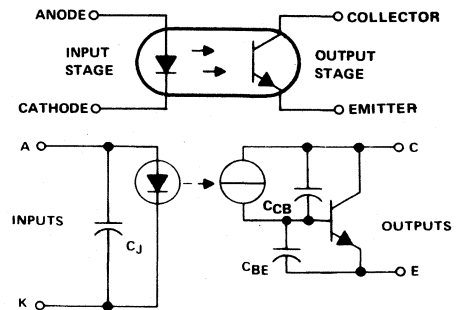 ANODE
COLLECTOR
INPUT
STAGE
OUTPUT
STAGE
CATHODE
EMITTER
A
C
CCB
INPUTS
CJ
OUTPUTS
CBE
E
K